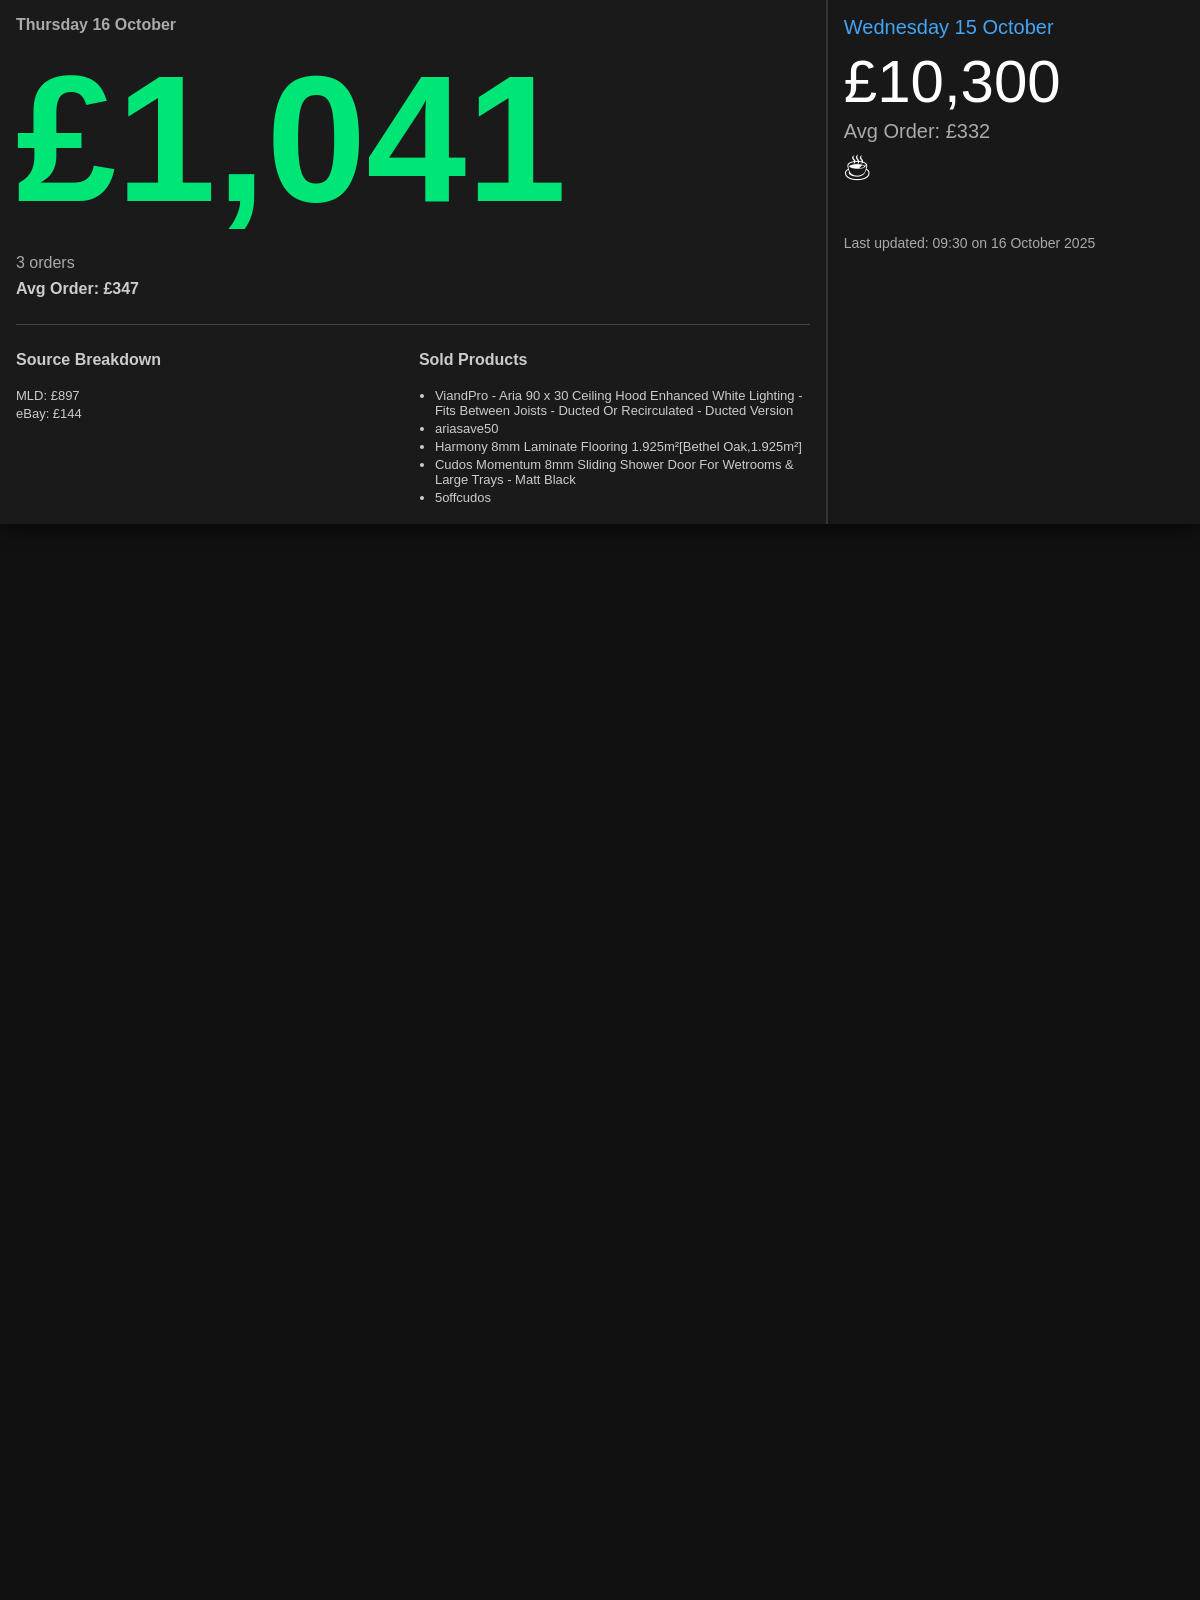 Thursday 16 October
£1,041
3 orders
Avg Order: £347
Source Breakdown
MLD: £897
eBay: £144
Sold Products
• ViandPro - Aria 90 x 30 Ceiling Hood Enhanced White Lighting -
Fits Between Joists - Ducted Or Recirculated - Ducted Version
• ariasave50
• Harmony 8mm Laminate Flooring 1.925m²[Bethel Oak,1.925m²]
• Cudos Momentum 8mm Sliding Shower Door For Wetrooms &
Large Trays - Matt Black
• 5offcudos
Wednesday 15 October
£10,300
Avg Order: £332
☕
Last updated: 09:30 on 16 October 2025